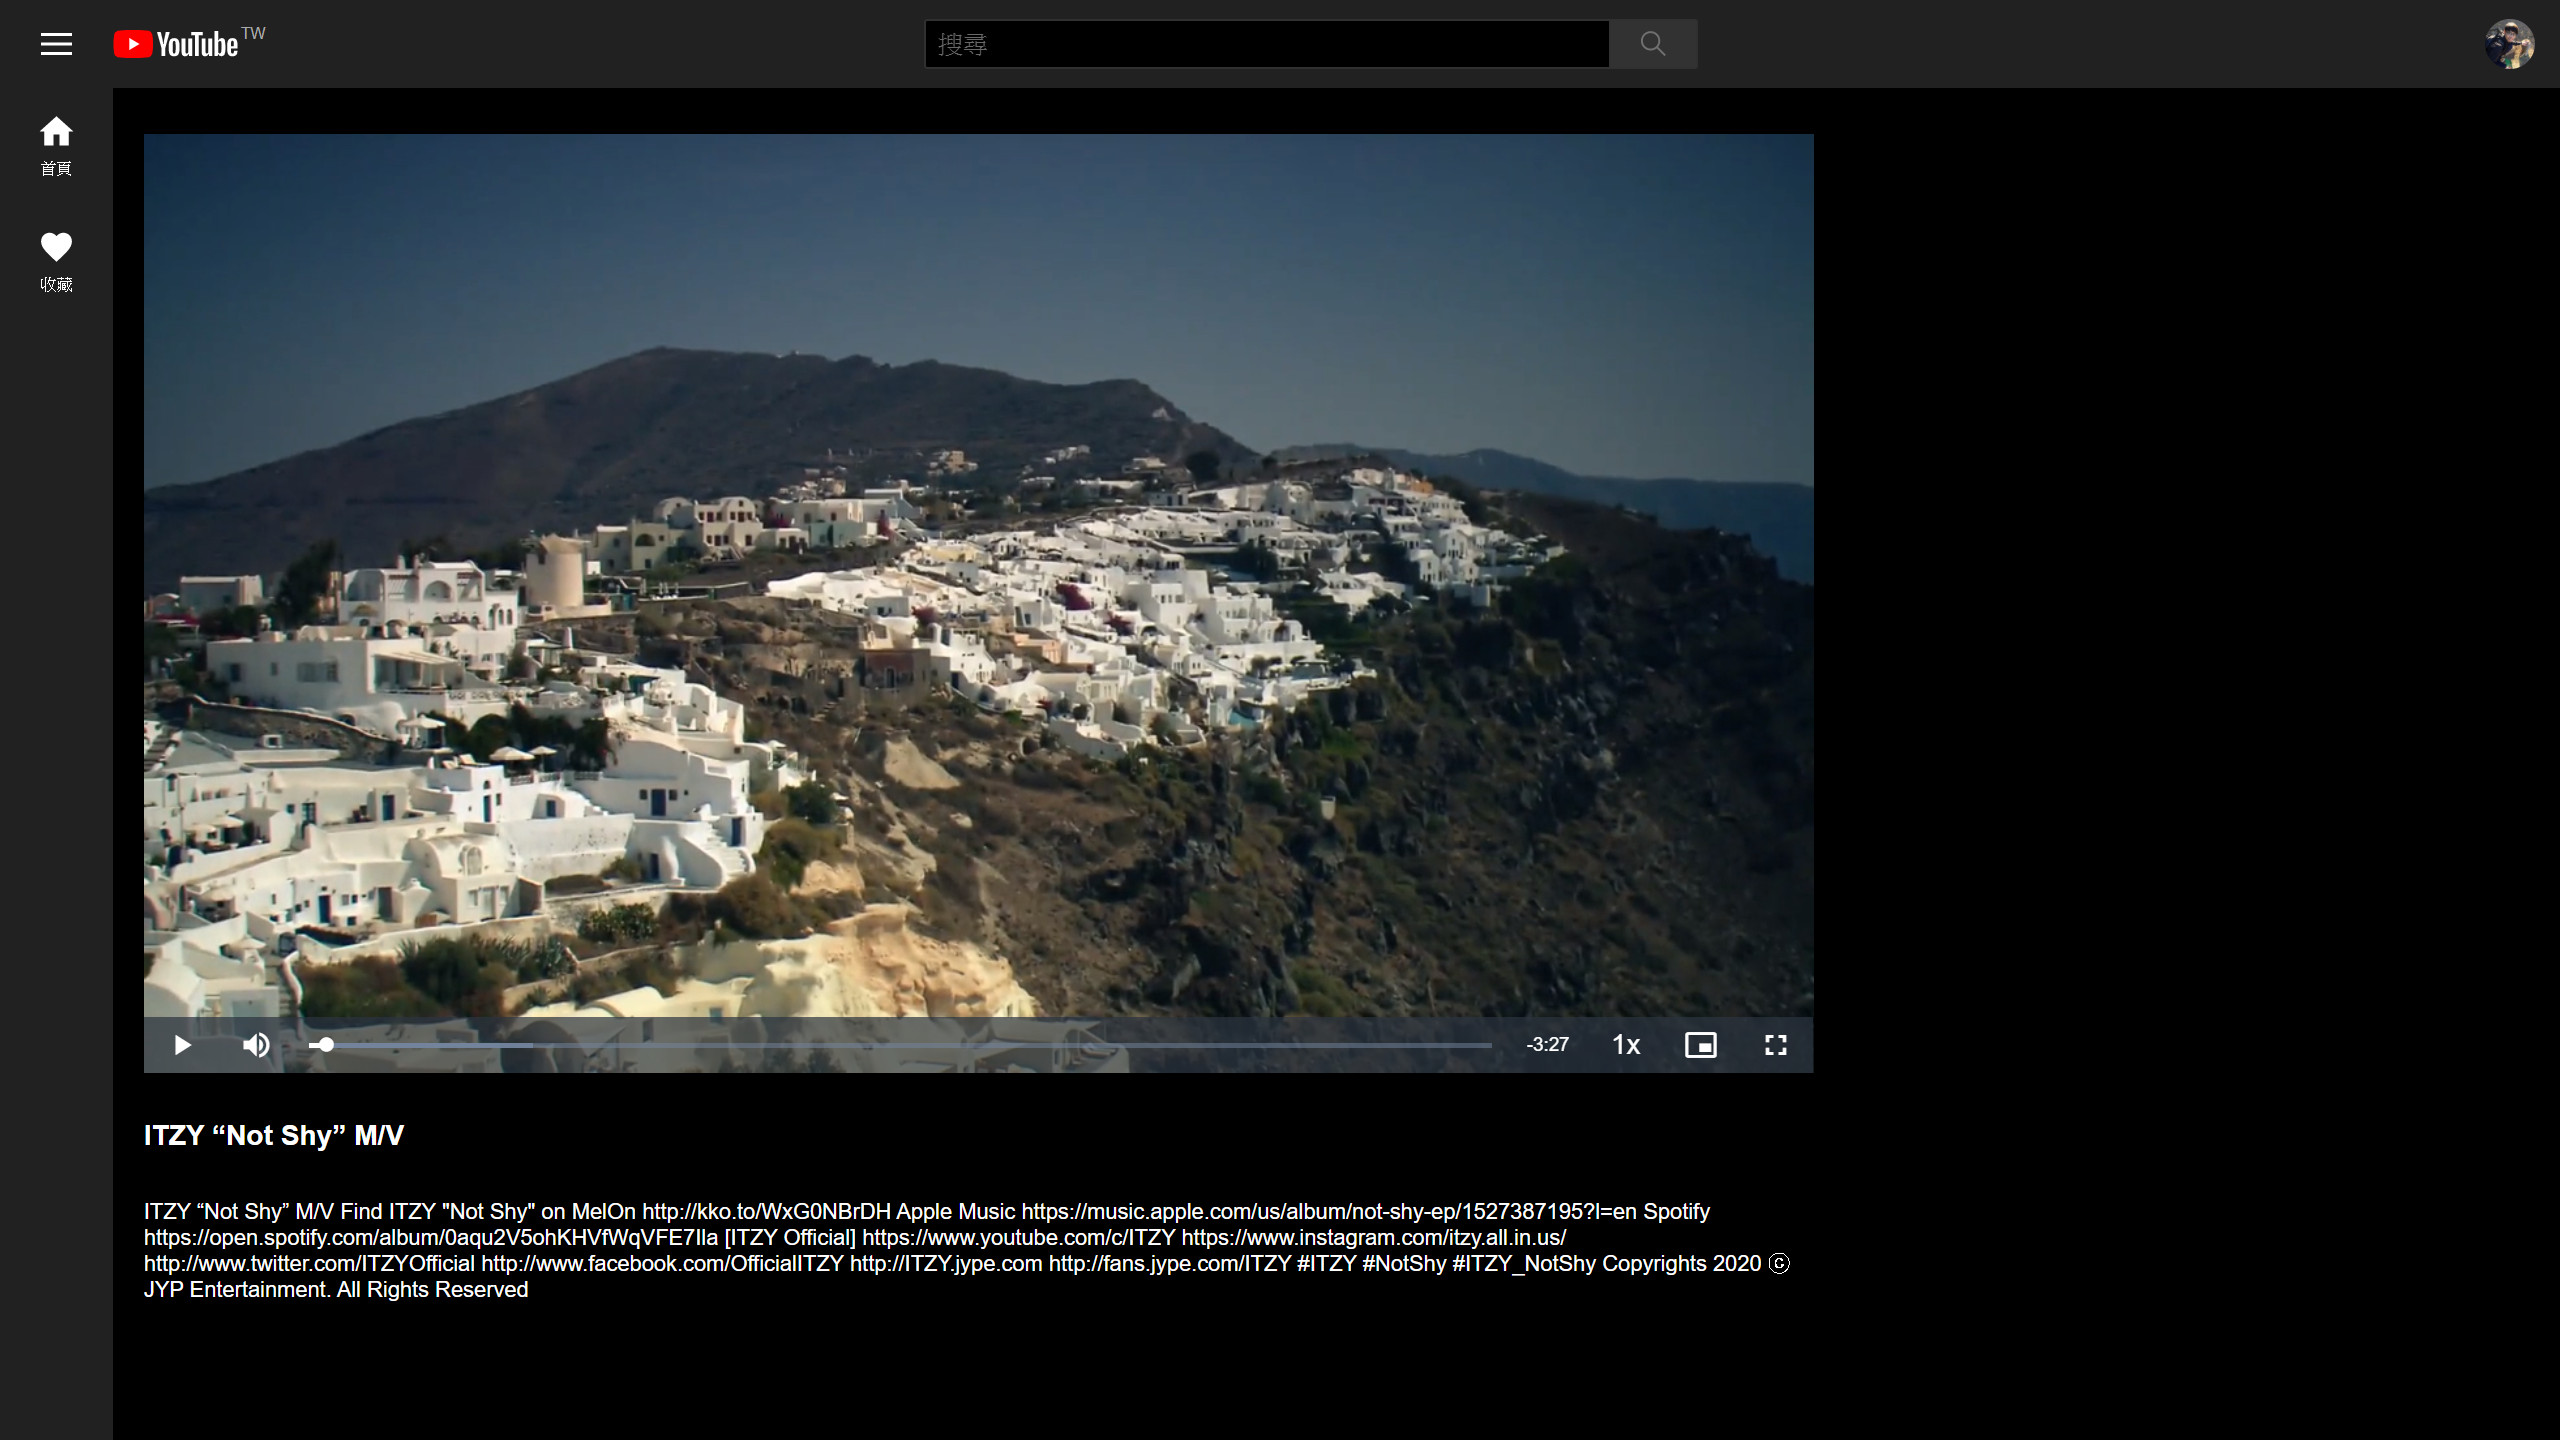 YouTube TW
搜尋
首頁
收藏
-3:27
1x
ITZY “Not Shy” M/V
ITZY “Not Shy” M/V Find ITZY "Not Shy" on MelOn http://kko.to/WxG0NBrDH Apple Music https://music.apple.com/us/album/not-shy-ep/1527387195?l=en Spotify
https://open.spotify.com/album/0aqu2V5ohKHVfWqVFE7Ila [ITZY Official] https://www.youtube.com/c/ITZY https://www.instagram.com/itzy.all.in.us/
http://www.twitter.com/ITZYOfficial http://www.facebook.com/OfficialITZY http://ITZY.jype.com http://fans.jype.com/ITZY #ITZY #NotShy #ITZY_NotShy Copyrights 2020 ⓒ
JYP Entertainment. All Rights Reserved